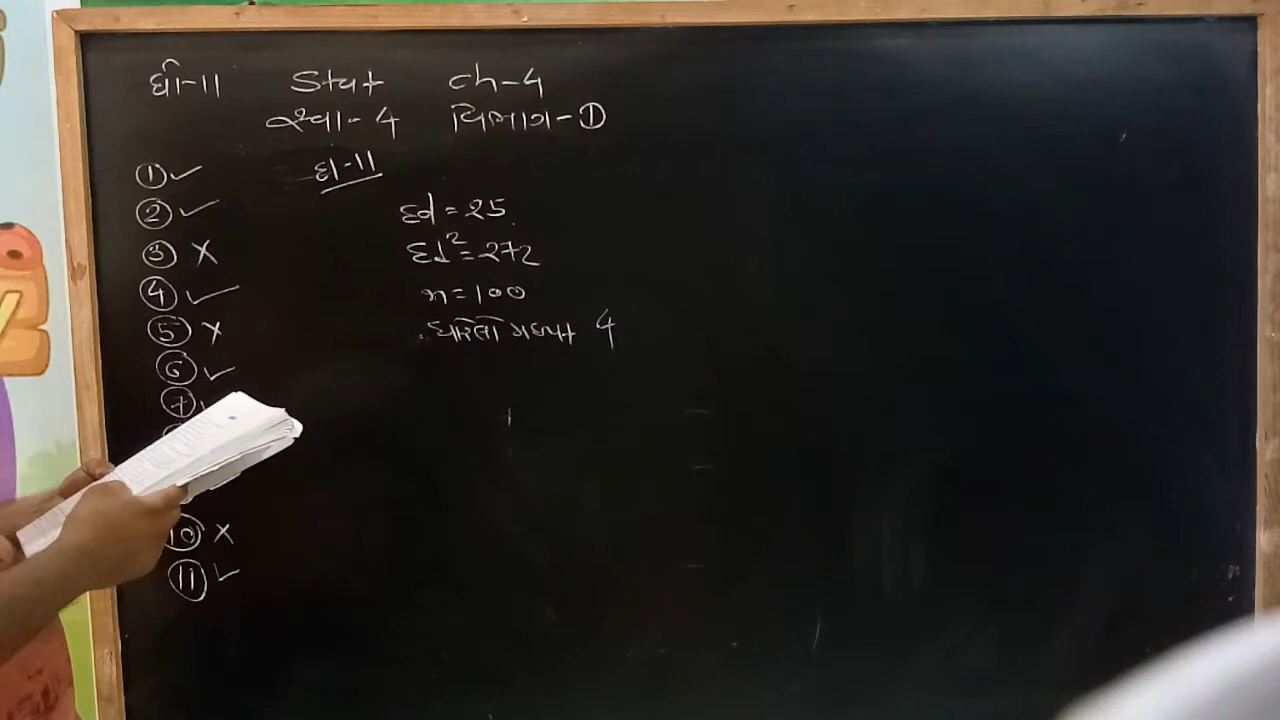 ધો-11 Stat ch-4
સ્વા- 4 વિભાગ-D
① ✓
દા-11
② ✓
Σd = 25
③ ×
Σd² = 272
④ ✓
n = 100
⑤ ×
ધારેલો મધ્યક 4
⑥ ✓
⑦
⑩ ×
⑪ ✓